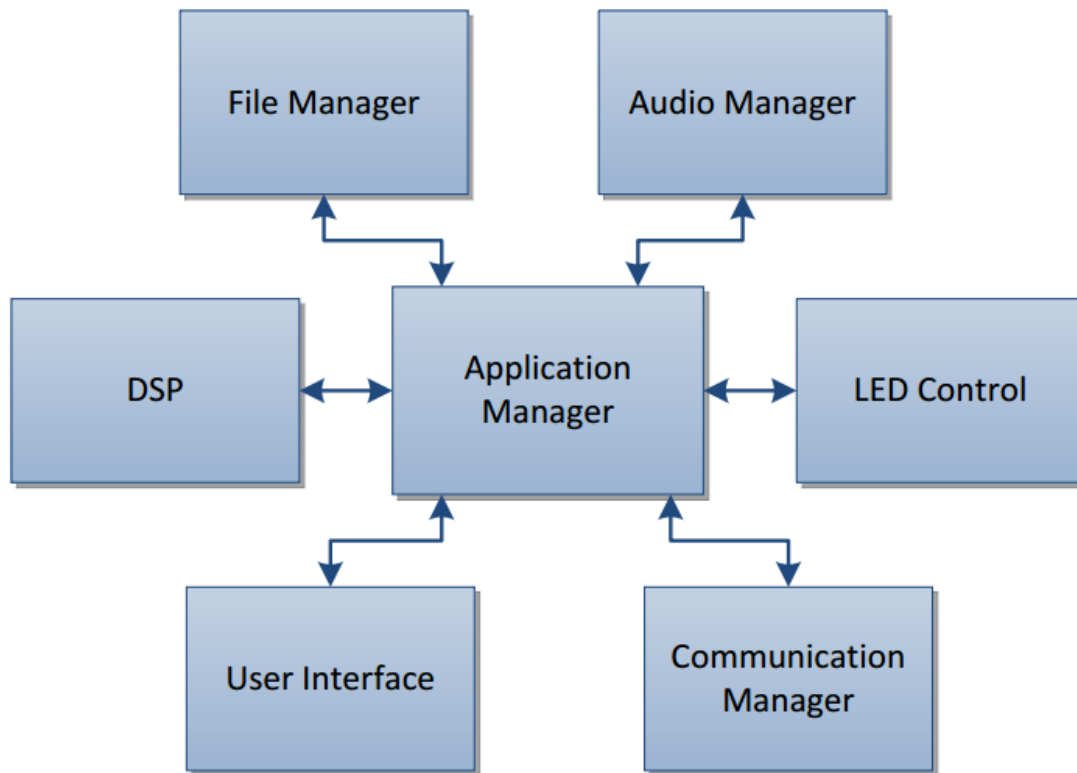 File Manager
Audio Manager
DSP
Application
Manager
LED Control
User Interface
Communication
Manager